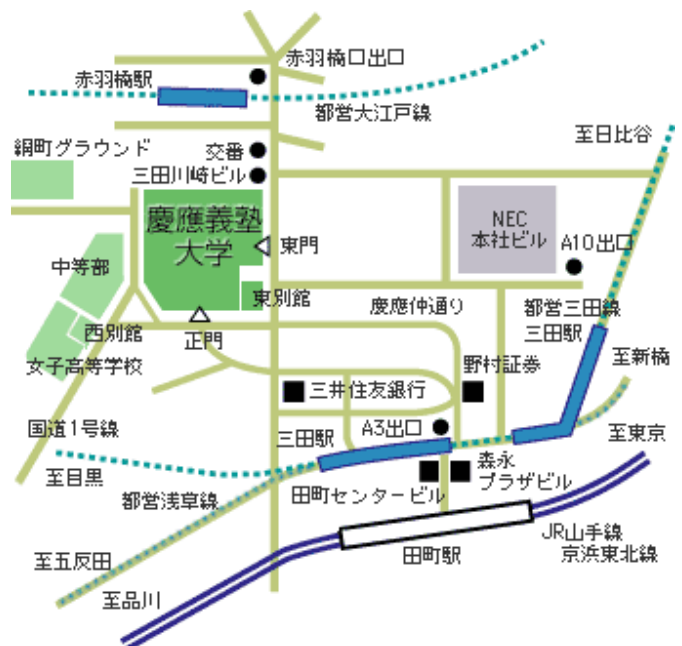 赤羽橋口出口
赤羽橋駅
都営大江戸線
至日比谷
綱町グラウンド
交番
三田川崎ビル
慶應義塾
大学
NEC
本社ビル
東門
A10出口
中等部
東別館
慶應仲通り
都営三田線
三田駅
西別館
正門
女子高等学校
野村証券
至新橋
三井住友銀行
国道1号線
A3出口
三田駅
至東京
至目黒
森永
プラザビル
都営浅草線
田町センタービル
JR山手線
京浜東北線
田町駅
至五反田
至品川